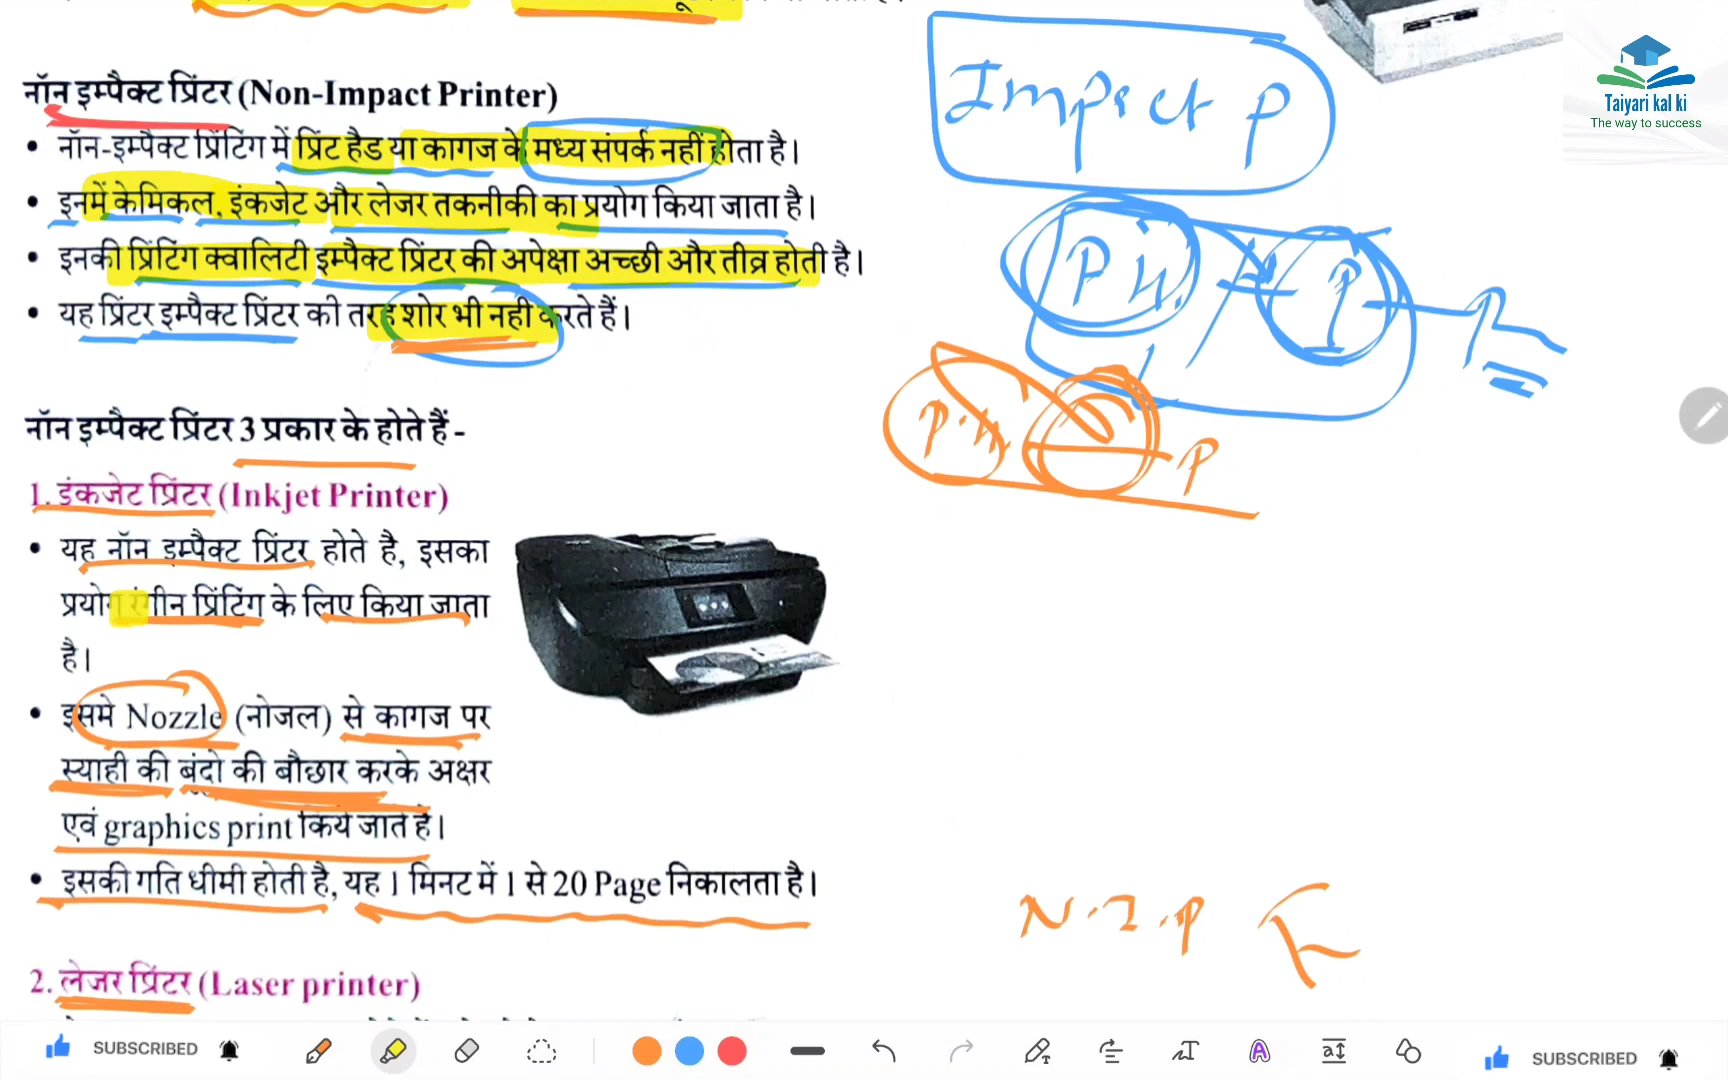 नॉन इम्पैक्ट प्रिंटर (Non-Impact Printer)
Impact P
Taiyari kal ki
The way to success
• नॉन-इम्पैक्ट प्रिंटिंग में प्रिंट हैड या कागज के मध्य संपर्क नहीं होता है।
• इनमें केमिकल, इंकजेट और लेजर तकनीकी का प्रयोग किया जाता है।
• इनकी प्रिंटिंग क्वालिटी इम्पैक्ट प्रिंटर की अपेक्षा अच्छी और तीव्र होती है।
P H. P
• यह प्रिंटर इम्पैक्ट प्रिंटर की तरह शोर भी नही करते हैं।
नॉन इम्पैक्ट प्रिंटर 3 प्रकार के होते हैं -
P.H P
1. इंकजेट प्रिंटर (Inkjet Printer)
• यह नॉन इम्पैक्ट प्रिंटर होते है, इसका
प्रयोग रंगीन प्रिंटिंग के लिए किया जाता
है।
• इसमे Nozzle (नोजल) से कागज पर
स्याही की बूंदो की बौछार करके अक्षर
एवं graphics print किये जाते है।
• इसकी गति धीमी होती है, यह 1 मिनट में 1 से 20 Page निकालता है।
N.I.P
2. लेजर प्रिंटर (Laser printer)
SUBSCRIBED
SUBSCRIBED